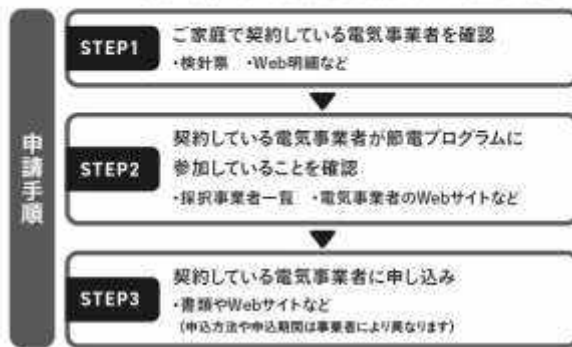 申請手順
STEP1
ご家庭で契約している電気事業者を確認
・検針票 ・Web明細など
STEP2
契約している電気事業者が節電プログラムに
参加していることを確認
・採択事業者一覧 ・電気事業者のWebサイトなど
STEP3
契約している電気事業者に申し込み
・書類やWebサイトなど
(申込方法や申込期間は事業者により異なります)